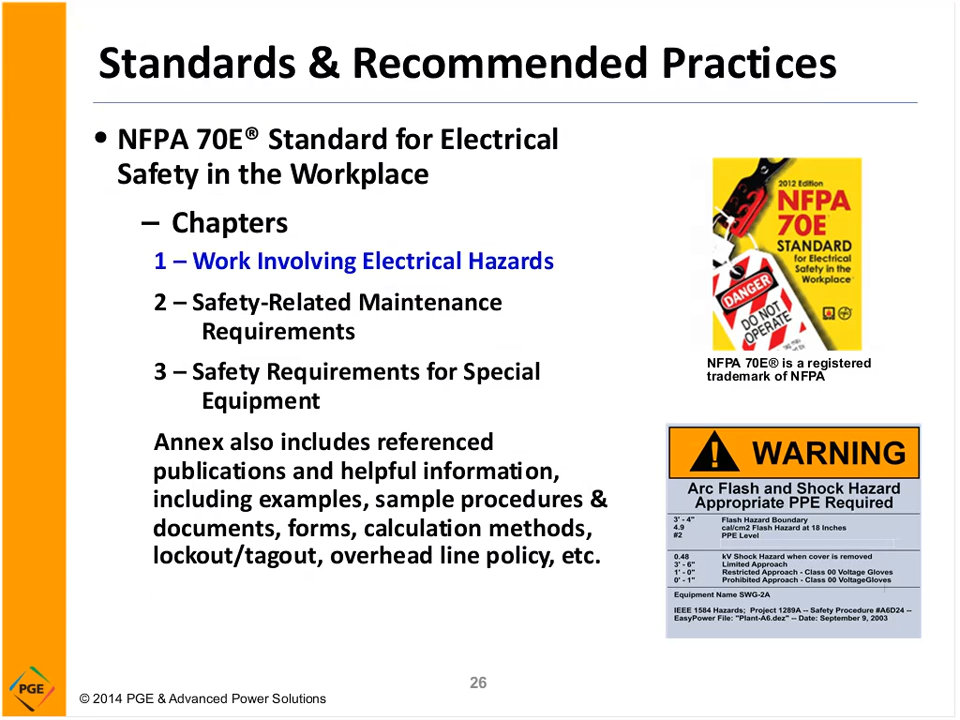 Standards & Recommended Practices
• NFPA 70E® Standard for Electrical
Safety in the Workplace
– Chapters
1 – Work Involving Electrical Hazards
2 – Safety-Related Maintenance
Requirements
3 – Safety Requirements for Special
Equipment
Annex also includes referenced
publications and helpful information,
including examples, sample procedures &
documents, forms, calculation methods,
lockout/tagout, overhead line policy, etc.
2012 Edition
NFPA
70E
STANDARD
for Electrical
Safety in the
Workplace
DANGER
DO NOT
OPERATE
NFPA 70E® is a registered
trademark of NFPA
! WARNING
Arc Flash and Shock Hazard
Appropriate PPE Required
3' - 4" Flash Hazard Boundary
4.9 cal/cm2 Flash Hazard at 18 Inches
#2 PPE Level
0.48 kV Shock Hazard when cover is removed
3' - 6" Limited Approach
1' - 0" Restricted Approach - Class 00 Voltage Gloves
0' - 1" Prohibited Approach - Class 00 VoltageGloves
Equipment Name SWG-2A
IEEE 1584 Hazards; Project 1289A -- Safety Procedure #A6D24 --
EasyPower File: "Plant-A6.dez" -- Date: September 9, 2003
PGE
© 2014 PGE & Advanced Power Solutions
26